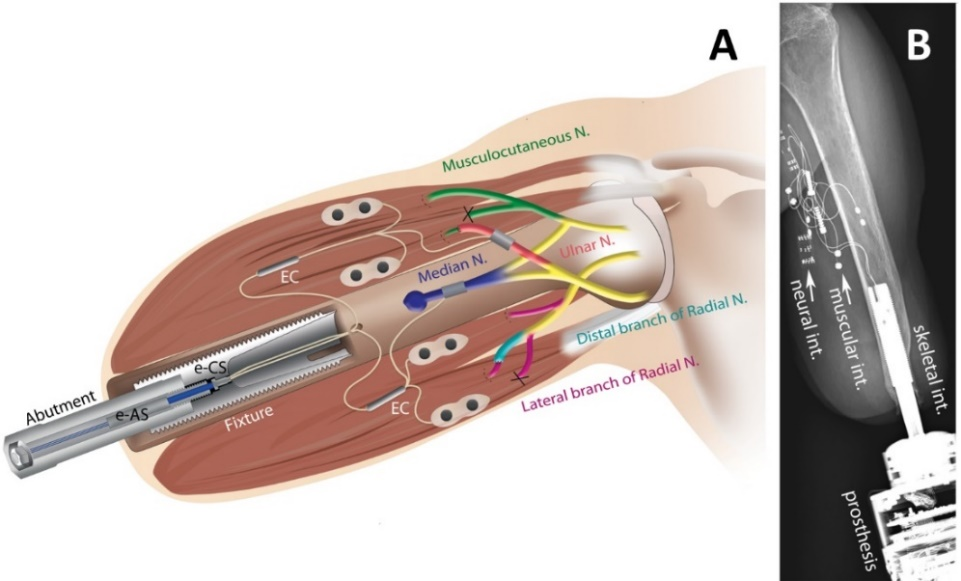 A
B
Musculocutaneous N.
Ulnar N.
Median N.
EC
Distal branch of Radial N.
Lateral branch of Radial N.
e-CS
Abutment
e-AS
Fixture
EC
neural int.
muscular int.
skeletal int.
prosthesis